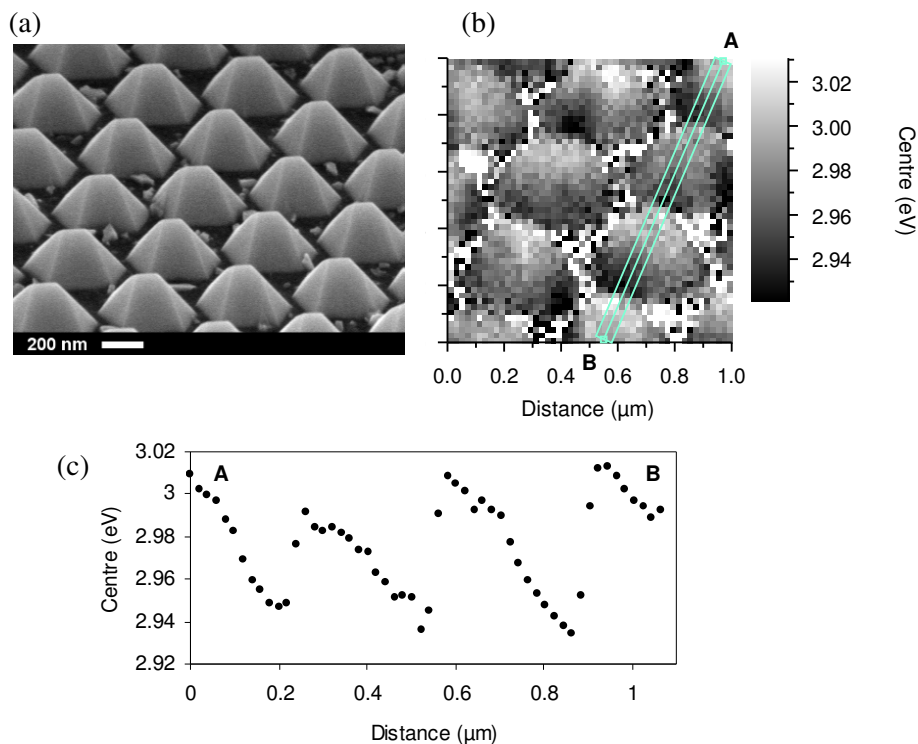 (a)
200 nm
(b)
A
B
3.02
3.00
2.98
2.96
2.94
Centre (eV)
0.0 0.2 0.4 0.6 0.8 1.0
Distance (µm)
(c)
A
B
3.02
3
2.98
2.96
2.94
2.92
Centre (eV)
0 0.2 0.4 0.6 0.8 1
Distance (µm)